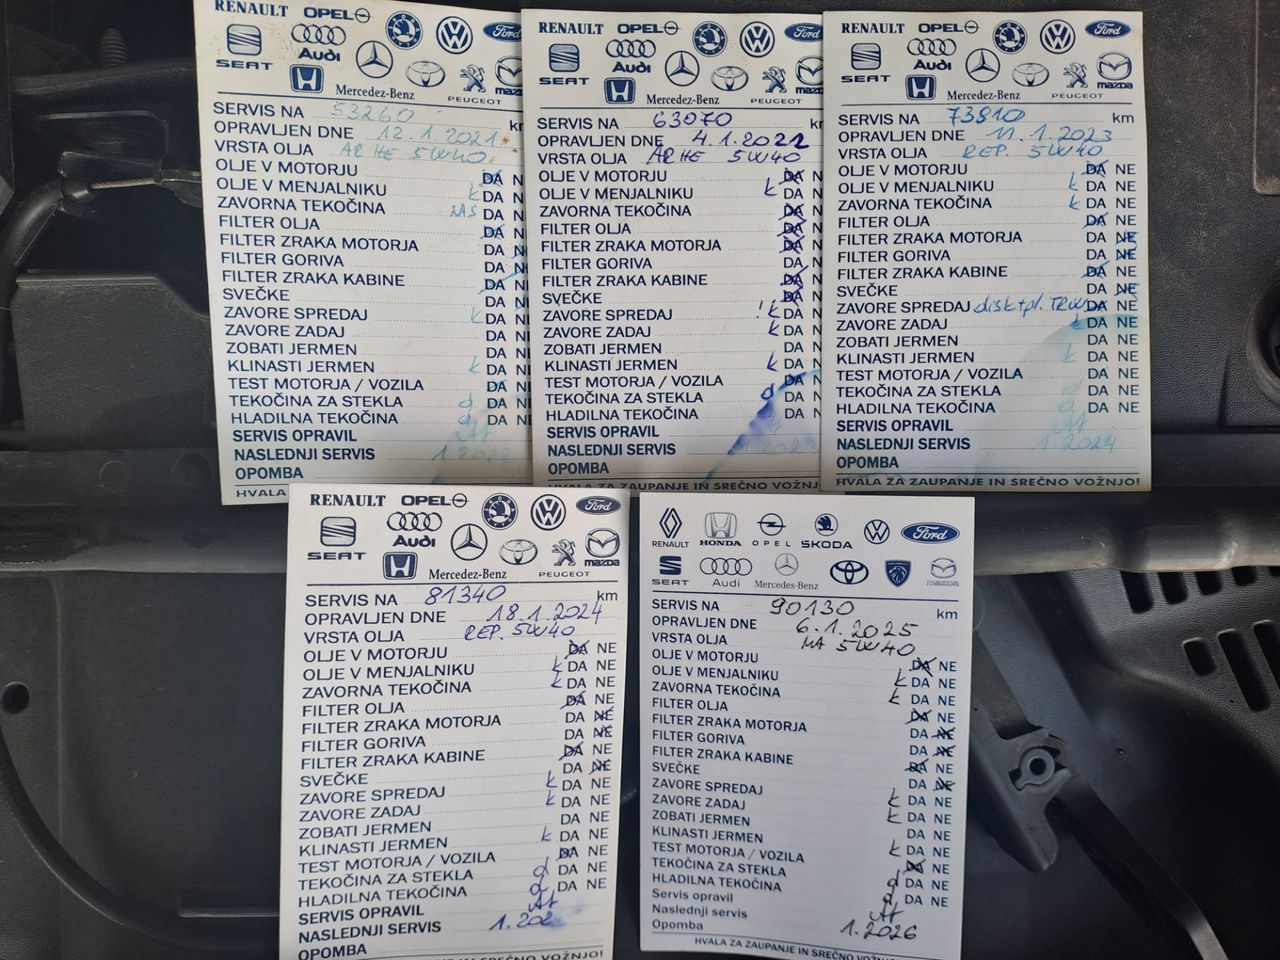 RENAULT OPEL Ford
SEAT Audi
Mercedez-Benz PEUGEOT mazda
SERVIS NA 53260 km
OPRAVLJEN DNE 12.1.2021
VRSTA OLJA ARHE 5W40
OLJE V MOTORJU DA NE
OLJE V MENJALNIKU k DA NE
ZAVORNA TEKOČINA DA NE
FILTER OLJA DA NE
FILTER ZRAKA MOTORJA DA NE
FILTER GORIVA DA NE
FILTER ZRAKA KABINE DA NE
SVEČKE DA NE
ZAVORE SPREDAJ k DA NE
ZAVORE ZADAJ DA NE
ZOBATI JERMEN DA NE
KLINASTI JERMEN k DA NE
TEST MOTORJA / VOZILA DA NE
TEKOČINA ZA STEKLA d DA NE
HLADILNA TEKOČINA d DA NE
SERVIS OPRAVIL
NASLEDNJI SERVIS 1.2022
OPOMBA
HVALA ZA ZAUPANJE
RENAULT OPEL Ford
SEAT Audi
Mercedez-Benz PEUGEOT mazda
SERVIS NA 63070
OPRAVLJEN DNE 4.1.2022
VRSTA OLJA ARHE 5W40
OLJE V MOTORJU DA
OLJE V MENJALNIKU k DA
ZAVORNA TEKOČINA DA
FILTER OLJA DA
FILTER ZRAKA MOTORJA DA
FILTER GORIVA DA
FILTER ZRAKA KABINE DA
SVEČKE DA
ZAVORE SPREDAJ ! k DA
ZAVORE ZADAJ k DA
ZOBATI JERMEN DA
KLINASTI JERMEN k DA
TEST MOTORJA / VOZILA DA
TEKOČINA ZA STEKLA d DA
HLADILNA TEKOČINA DA
SERVIS OPRAVIL
NASLEDNJI SERVIS 1.2023
OPOMBA
HVALA ZA ZAUPANJE IN SREČNO VOŽNJO!
RENAULT OPEL Ford
SEAT Audi
Mercedez-Benz PEUGEOT mazda
SERVIS NA 73810 km
OPRAVLJEN DNE 11.1.2023
VRSTA OLJA REP. 5W40
OLJE V MOTORJU DA NE
OLJE V MENJALNIKU k DA NE
ZAVORNA TEKOČINA k DA NE
FILTER OLJA DA NE
FILTER ZRAKA MOTORJA DA NE
FILTER GORIVA DA NE
FILTER ZRAKA KABINE DA NE
SVEČKE DA NE
ZAVORE SPREDAJ disk+pl. TRW DA NE
ZAVORE ZADAJ k DA NE
ZOBATI JERMEN DA NE
KLINASTI JERMEN k DA NE
TEST MOTORJA / VOZILA DA NE
TEKOČINA ZA STEKLA d DA NE
HLADILNA TEKOČINA d DA NE
SERVIS OPRAVIL
NASLEDNJI SERVIS 1.2024
OPOMBA
HVALA ZA ZAUPANJE IN SREČNO VOŽNJO!
RENAULT OPEL Ford
SEAT Audi
Mercedez-Benz PEUGEOT mazda
SERVIS NA 81340 km
OPRAVLJEN DNE 18.1.2024
VRSTA OLJA REP. 5W40
OLJE V MOTORJU DA NE
OLJE V MENJALNIKU k DA NE
ZAVORNA TEKOČINA k DA NE
FILTER OLJA DA NE
FILTER ZRAKA MOTORJA DA NE
FILTER GORIVA DA NE
FILTER ZRAKA KABINE DA NE
SVEČKE DA NE
ZAVORE SPREDAJ k DA NE
ZAVORE ZADAJ k DA NE
ZOBATI JERMEN DA NE
KLINASTI JERMEN k DA NE
TEST MOTORJA / VOZILA DA NE
TEKOČINA ZA STEKLA d DA NE
HLADILNA TEKOČINA d DA NE
SERVIS OPRAVIL
NASLEDNJI SERVIS
OPOMBA
IN SREČNO VOŽNJO!
RENAULT HONDA OPEL ŠKODA Ford
SEAT Audi Mercedes-Benz PEUGEOT mazda
SERVIS NA 90130 km
OPRAVLJEN DNE 6.1.2025
VRSTA OLJA MA 5W40
OLJE V MOTORJU DA NE
OLJE V MENJALNIKU k DA NE
ZAVORNA TEKOČINA k DA NE
FILTER OLJA DA NE
FILTER ZRAKA MOTORJA DA NE
FILTER GORIVA DA NE
FILTER ZRAKA KABINE DA NE
SVEČKE DA NE
ZAVORE SPREDAJ k DA NE
ZAVORE ZADAJ k DA NE
ZOBATI JERMEN DA NE
KLINASTI JERMEN k DA NE
TEST MOTORJA / VOZILA DA NE
TEKOČINA ZA STEKLA d DA NE
HLADILNA TEKOČINA d DA NE
Servis opravil
Naslednji servis 1.2026
Opomba
HVALA ZA ZAUPANJE IN SREČNO VOŽNJO!